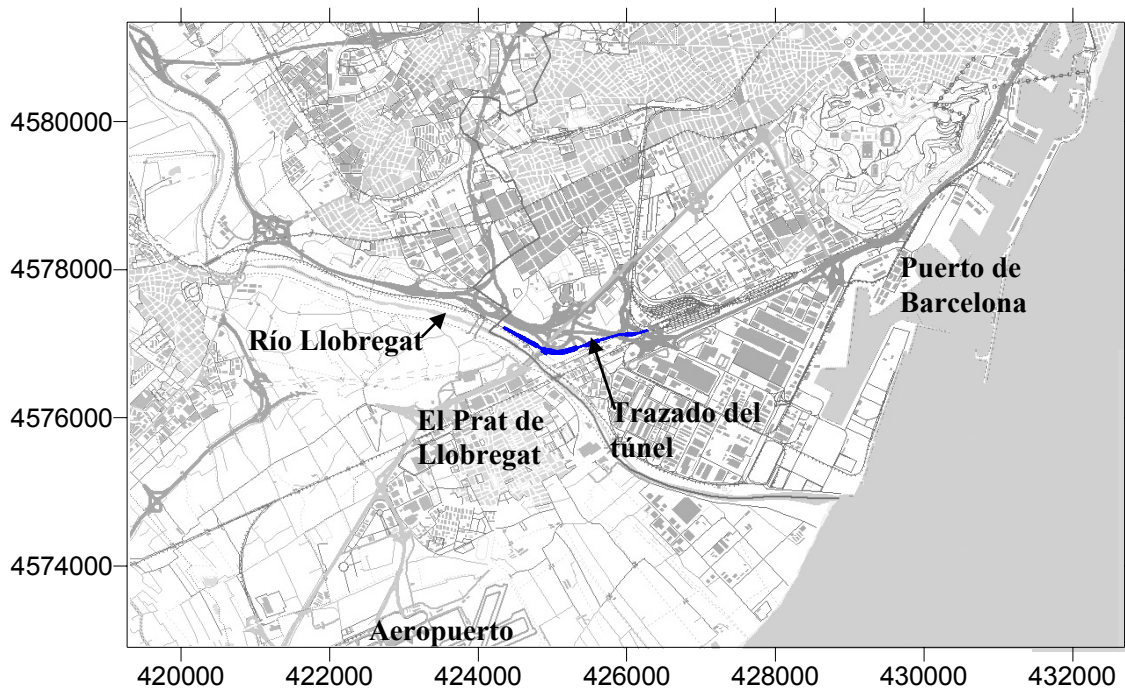 4580000
4578000
4576000
4574000
Puerto de
Barcelona
Río Llobregat
El Prat de
Llobregat
Trazado del
túnel
Aeropuerto
420000 422000 424000 426000 428000 430000 432000